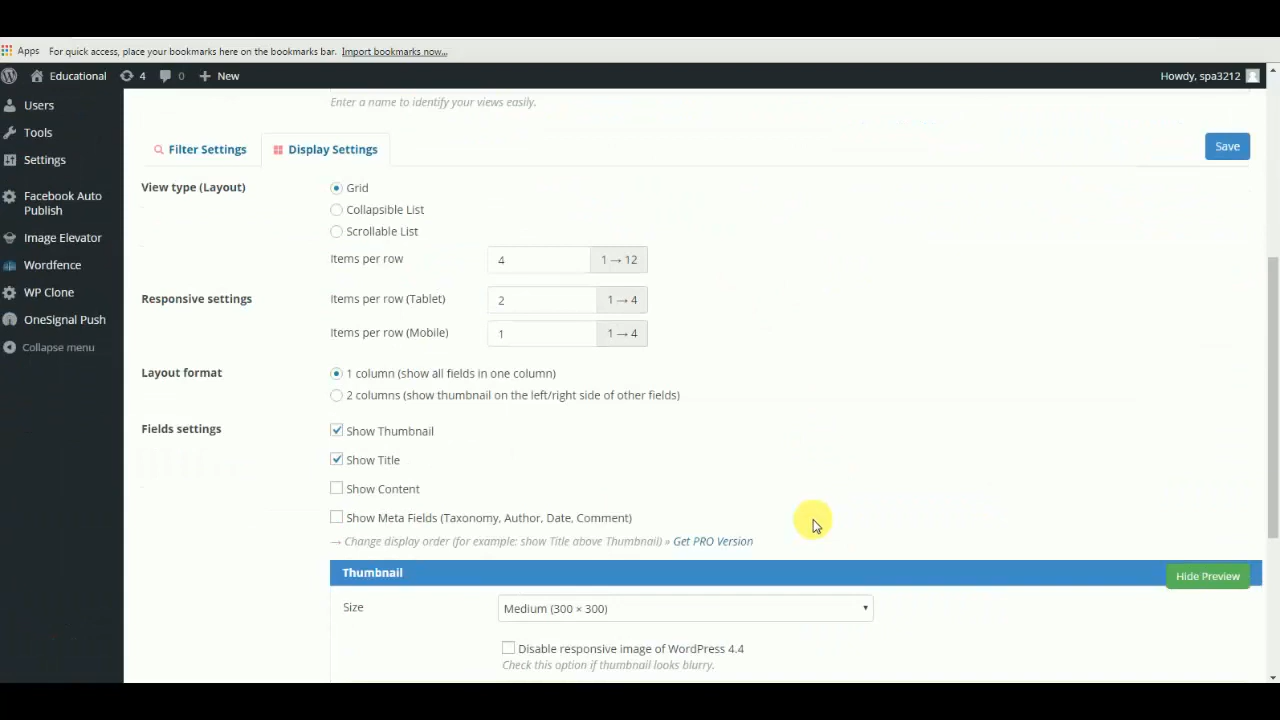 Apps For quick access, place your bookmarks here on the bookmarks bar. Import bookmarks now...
Educational 4 0 New Howdy, spa3212
Users
Tools
Settings
Facebook Auto
Publish
Image Elevator
Wordfence
WP Clone
OneSignal Push
Collapse menu
Enter a name to identify your views easily.
Filter Settings Display Settings Save
View type (Layout) Grid
Collapsible List
Scrollable List
Items per row 4 1 → 12
Responsive settings Items per row (Tablet) 2 1 → 4
Items per row (Mobile) 1 1 → 4
Layout format 1 column (show all fields in one column)
2 columns (show thumbnail on the left/right side of other fields)
Fields settings Show Thumbnail
Show Title
Show Content
Show Meta Fields (Taxonomy, Author, Date, Comment)
→ Change display order (for example: show Title above Thumbnail) » Get PRO Version
Thumbnail Hide Preview
Size Medium (300 × 300)
Disable responsive image of WordPress 4.4
Check this option if thumbnail looks blurry.